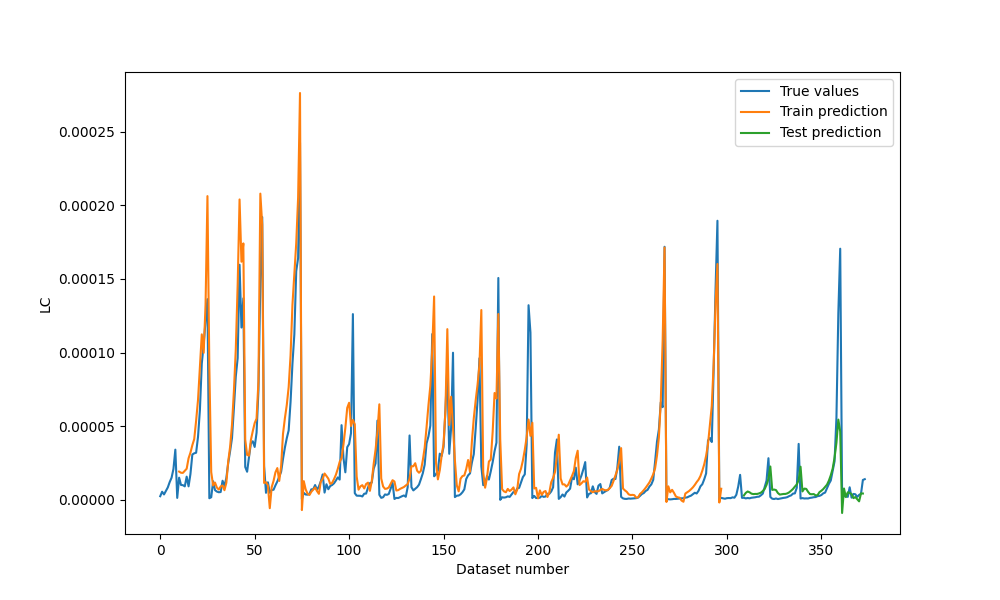 True values
Train prediction
Test prediction
0.00025
0.00020
0.00015
0.00010
0.00005
0.00000
LC
0
50
100
150
200
250
300
350
Dataset number